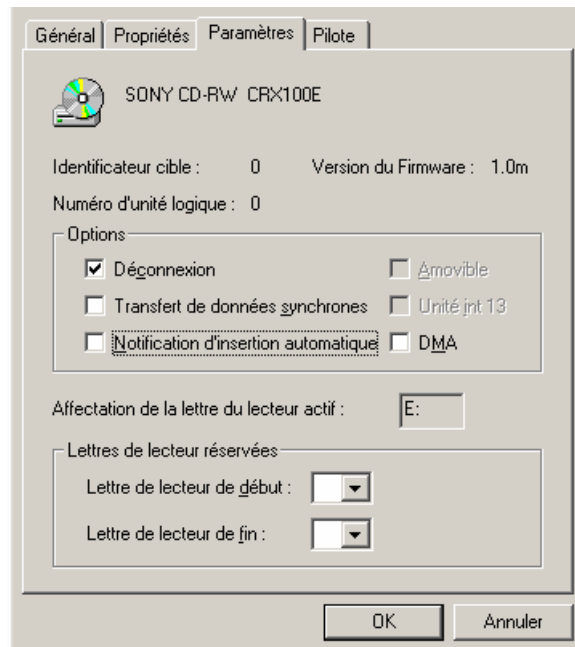 Général Propriétés Paramètres Pilote
SONY CD-RW CRX100E
Identificateur cible : 0 Version du Firmware : 1.0m
Numéro d'unité logique : 0
Options
Déconnexion Amovible
Transfert de données synchrones Unité int 13
Notification d'insertion automatique DMA
Affectation de la lettre du lecteur actif : E:
Lettres de lecteur réservées
Lettre de lecteur de début :
Lettre de lecteur de fin :
OK Annuler